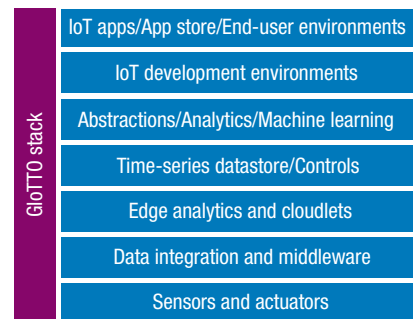 GIoTTO stack
IoT apps/App store/End-user environments
IoT development environments
Abstractions/Analytics/Machine learning
Time-series datastore/Controls
Edge analytics and cloudlets
Data integration and middleware
Sensors and actuators